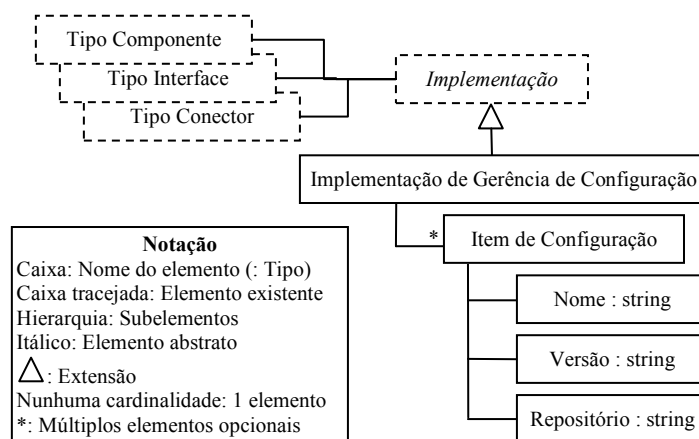 Tipo Componente
Tipo Interface
Tipo Conector
Implementação
Implementação de Gerência de Configuração
* Item de Configuração
Nome : string
Versão : string
Repositório : string
Notação
Caixa: Nome do elemento (: Tipo)
Caixa tracejada: Elemento existente
Hierarquia: Subelementos
Itálico: Elemento abstrato
: Extensão
Nunhuma cardinalidade: 1 elemento
*: Múltiplos elementos opcionais